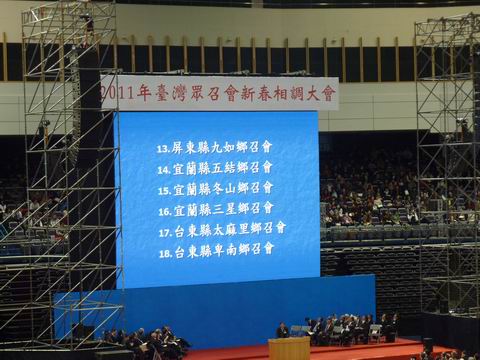 2011年臺灣眾召會新春相調大會
13.屏東縣九如鄉召會
14.宜蘭縣五結鄉召會
15.宜蘭縣冬山鄉召會
16.宜蘭縣三星鄉召會
17.台東縣太麻里鄉召會
18.台東縣卑南鄉召會